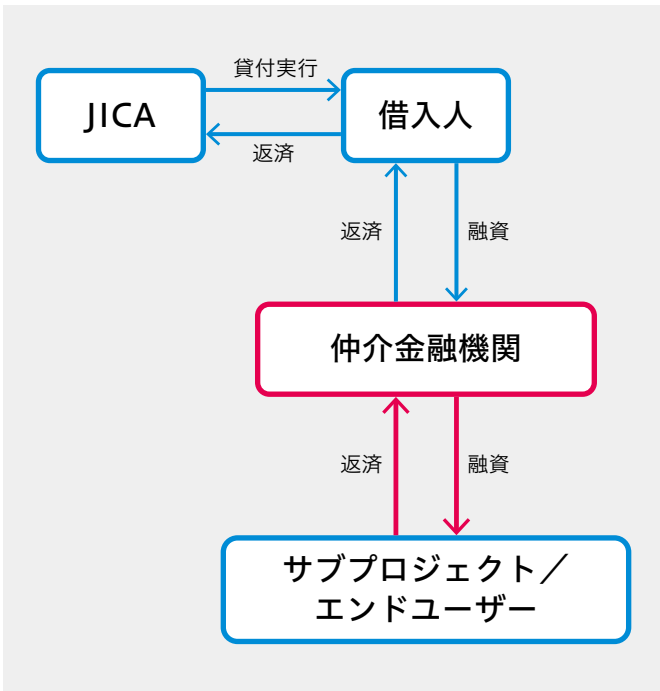 貸付実行
JICA
借入人
返済
返済
融資
仲介金融機関
返済
融資
サブプロジェクト／
エンドユーザー